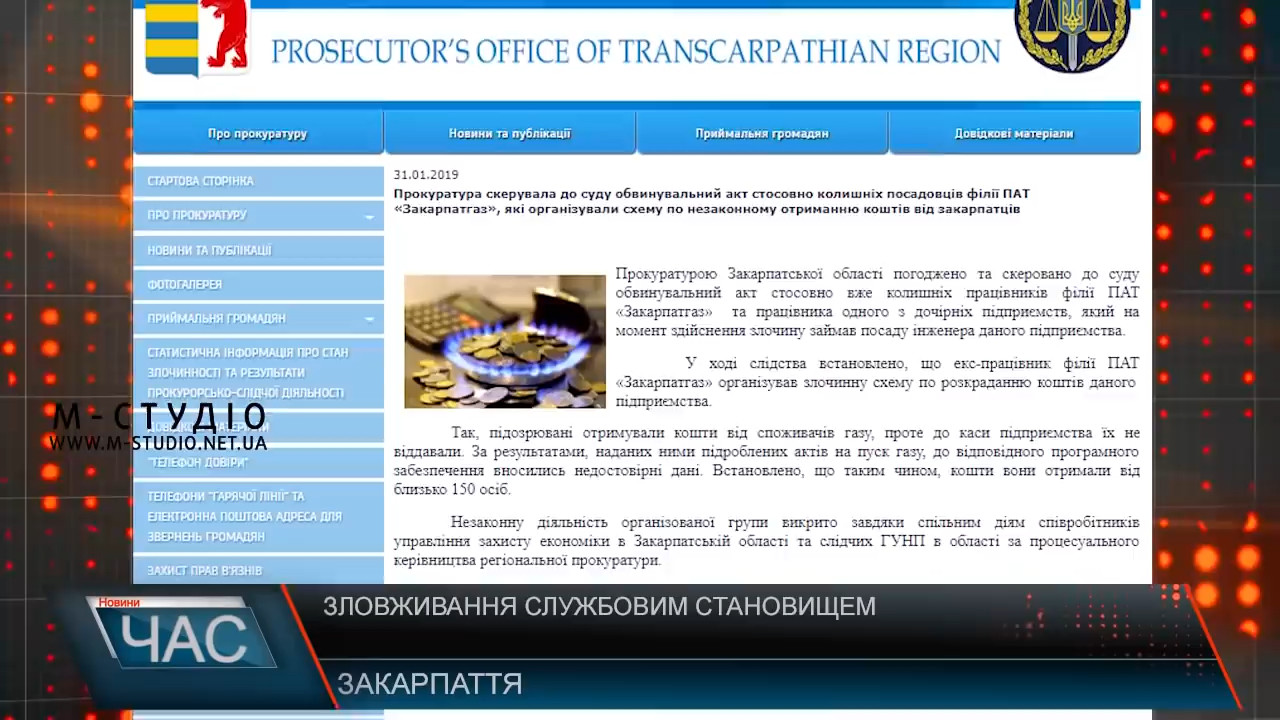 PROSECUTOR'S OFFICE OF TRANSCARPATHIAN REGION
Про прокуратуру
Новини та публікації
Приймальня громадян
Довідкові матеріали
СТАРТОВА СТОРІНКА
ПРО ПРОКУРАТУРУ
НОВИНИ ТА ПУБЛІКАЦІЇ
ФОТОГАЛЕРЕЯ
ПРИЙМАЛЬНЯ ГРОМАДЯН
СТАТИСТИЧНА ІНФОРМАЦІЯ ПРО СТАН
ЗЛОЧИННОСТІ ТА РЕЗУЛЬТАТИ
ПРОКУРОРСЬКО-СЛІДЧОЇ ДІЯЛЬНОСТІ
ДОВІДКОВІ МАТЕРІАЛИ
"ТЕЛЕФОН ДОВІРИ"
ТЕЛЕФОНИ "ГАРЯЧОЇ ЛІНІЇ" ТА
ЕЛЕКТРОННА ПОШТОВА АДРЕСА ДЛЯ
ЗВЕРНЕНЬ ГРОМАДЯН
ЗАХИСТ ПРАВ В'ЯЗНІВ
М-СТУДІО
WWW.M-STUDIO.NET.UA
31.01.2019
Прокуратура скерувала до суду обвинувальний акт стосовно колишніх посадовців філії ПАТ
«Закарпатгаз», які організували схему по незаконному отриманню коштів від закарпатців
Прокуратурою Закарпатської області погоджено та скеровано до суду
обвинувальний акт стосовно вже колишніх працівників філії ПАТ
«Закарпатгаз» та працівника одного з дочірніх підприємств, який на
момент здійснення злочину займав посаду інженера даного підприємства.
У ході слідства встановлено, що екс-працівник філії ПАТ
«Закарпатгаз» організував злочинну схему по розкраданню коштів даного
підприємства.
Так, підозрювані отримували кошти від споживачів газу, проте до каси підприємства їх не
віддавали. За результатами, наданих ними підроблених актів на пуск газу, до відповідного програмного
забезпечення вносились недостовірні дані. Встановлено, що таким чином, кошти вони отримали від
близько 150 осіб.
Незаконну діяльність організованої групи викрито завдяки спільним діям співробітників
управління захисту економіки в Закарпатській області та слідчих ГУНП в області за процесуального
керівництва регіональної прокуратури.
Новини
ЧАС
ЗЛОВЖИВАННЯ СЛУЖБОВИМ СТАНОВИЩЕМ
ЗАКАРПАТТЯ